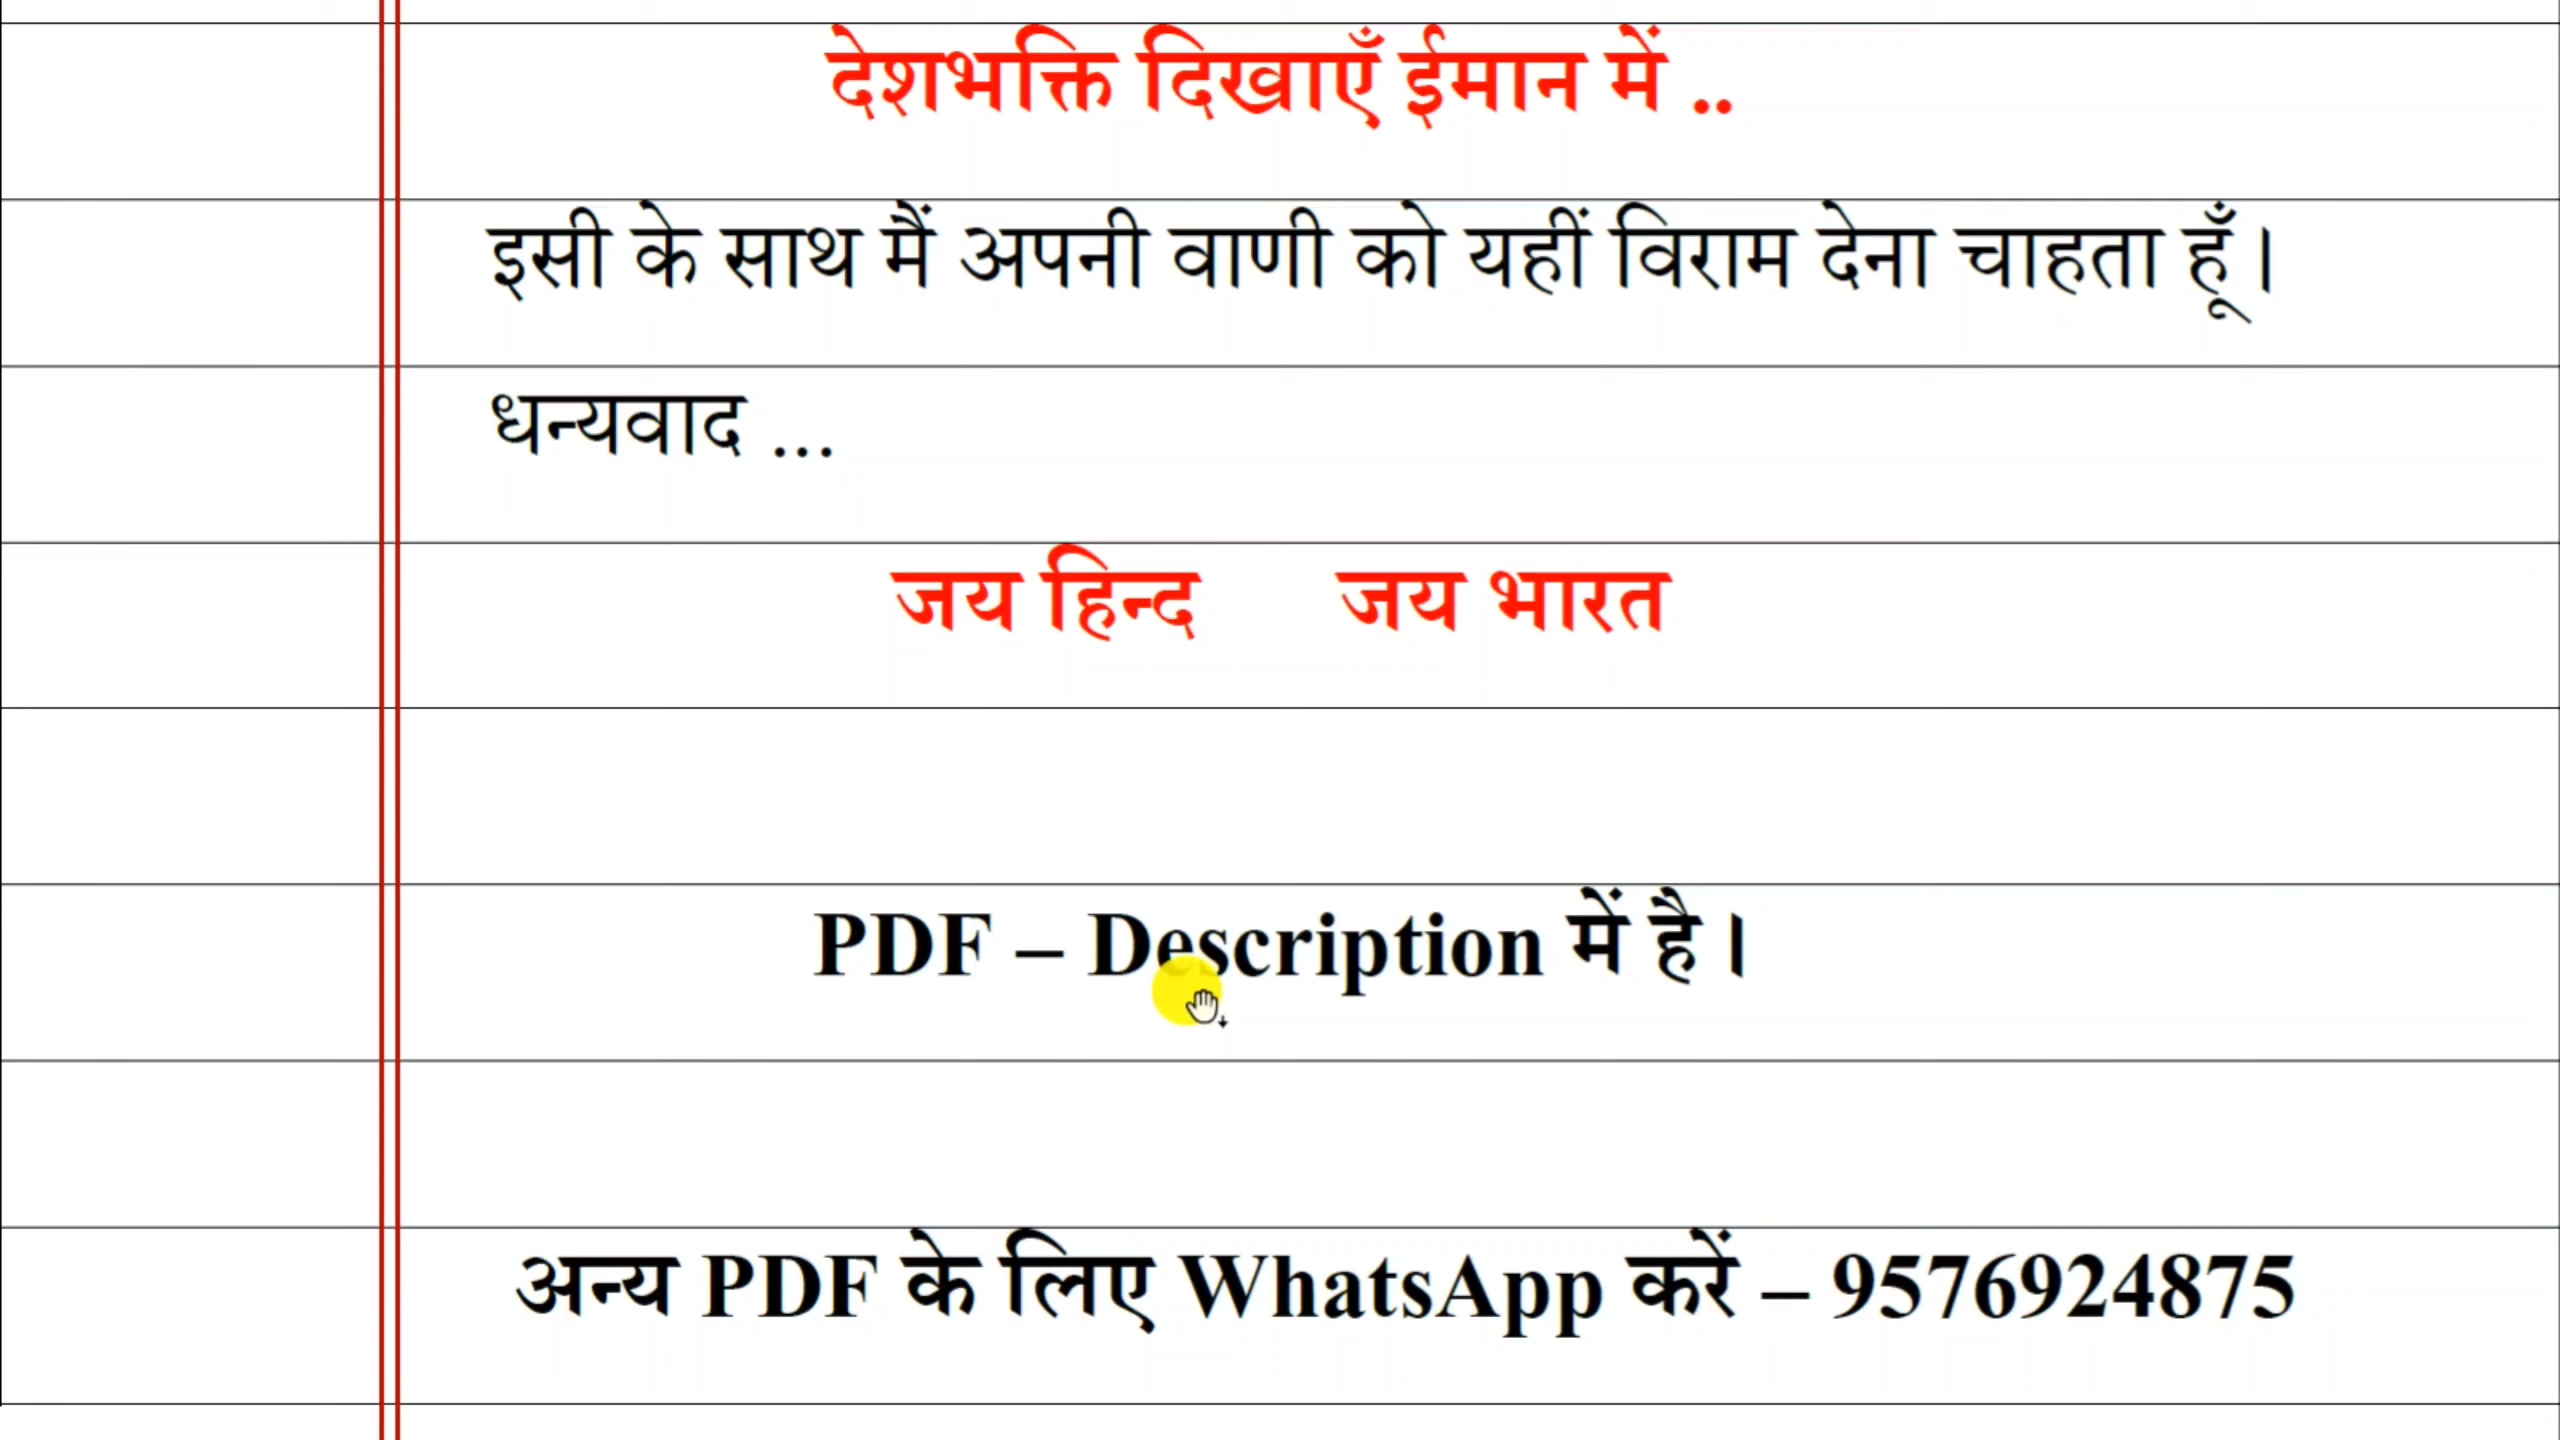 देशभक्ति दिखाएँ ईमान में ..
इसी के साथ मैं अपनी वाणी को यहीं विराम देना चाहता हूँ।
धन्यवाद ...
जय हिन्द जय भारत
PDF – Description में है।
अन्य PDF के लिए WhatsApp करें – 9576924875